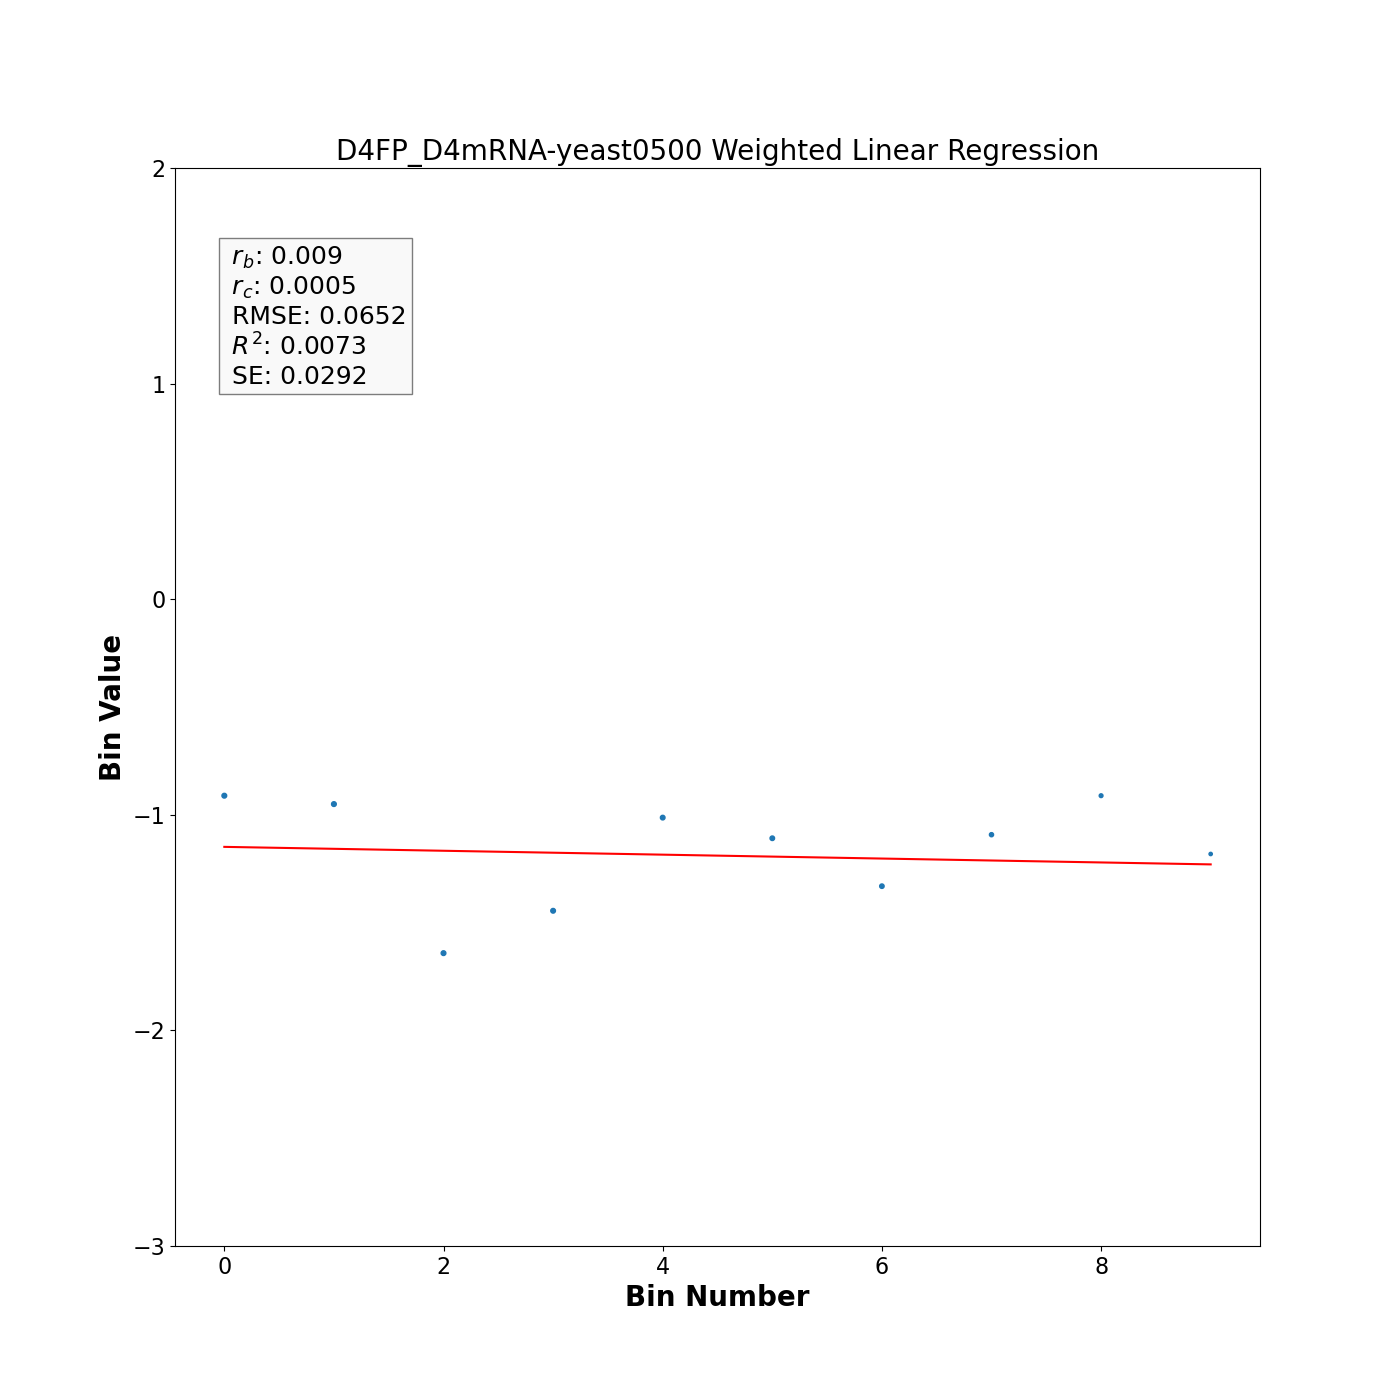 D4FP_D4mRNA-yeast0500 Weighted Linear Regression
2
r_b: 0.009
r_c: 0.0005
RMSE: 0.0652
R²: 0.0073
SE: 0.0292
1
0
Bin Value
−1
−2
−3
0 2 4 6 8
Bin Number